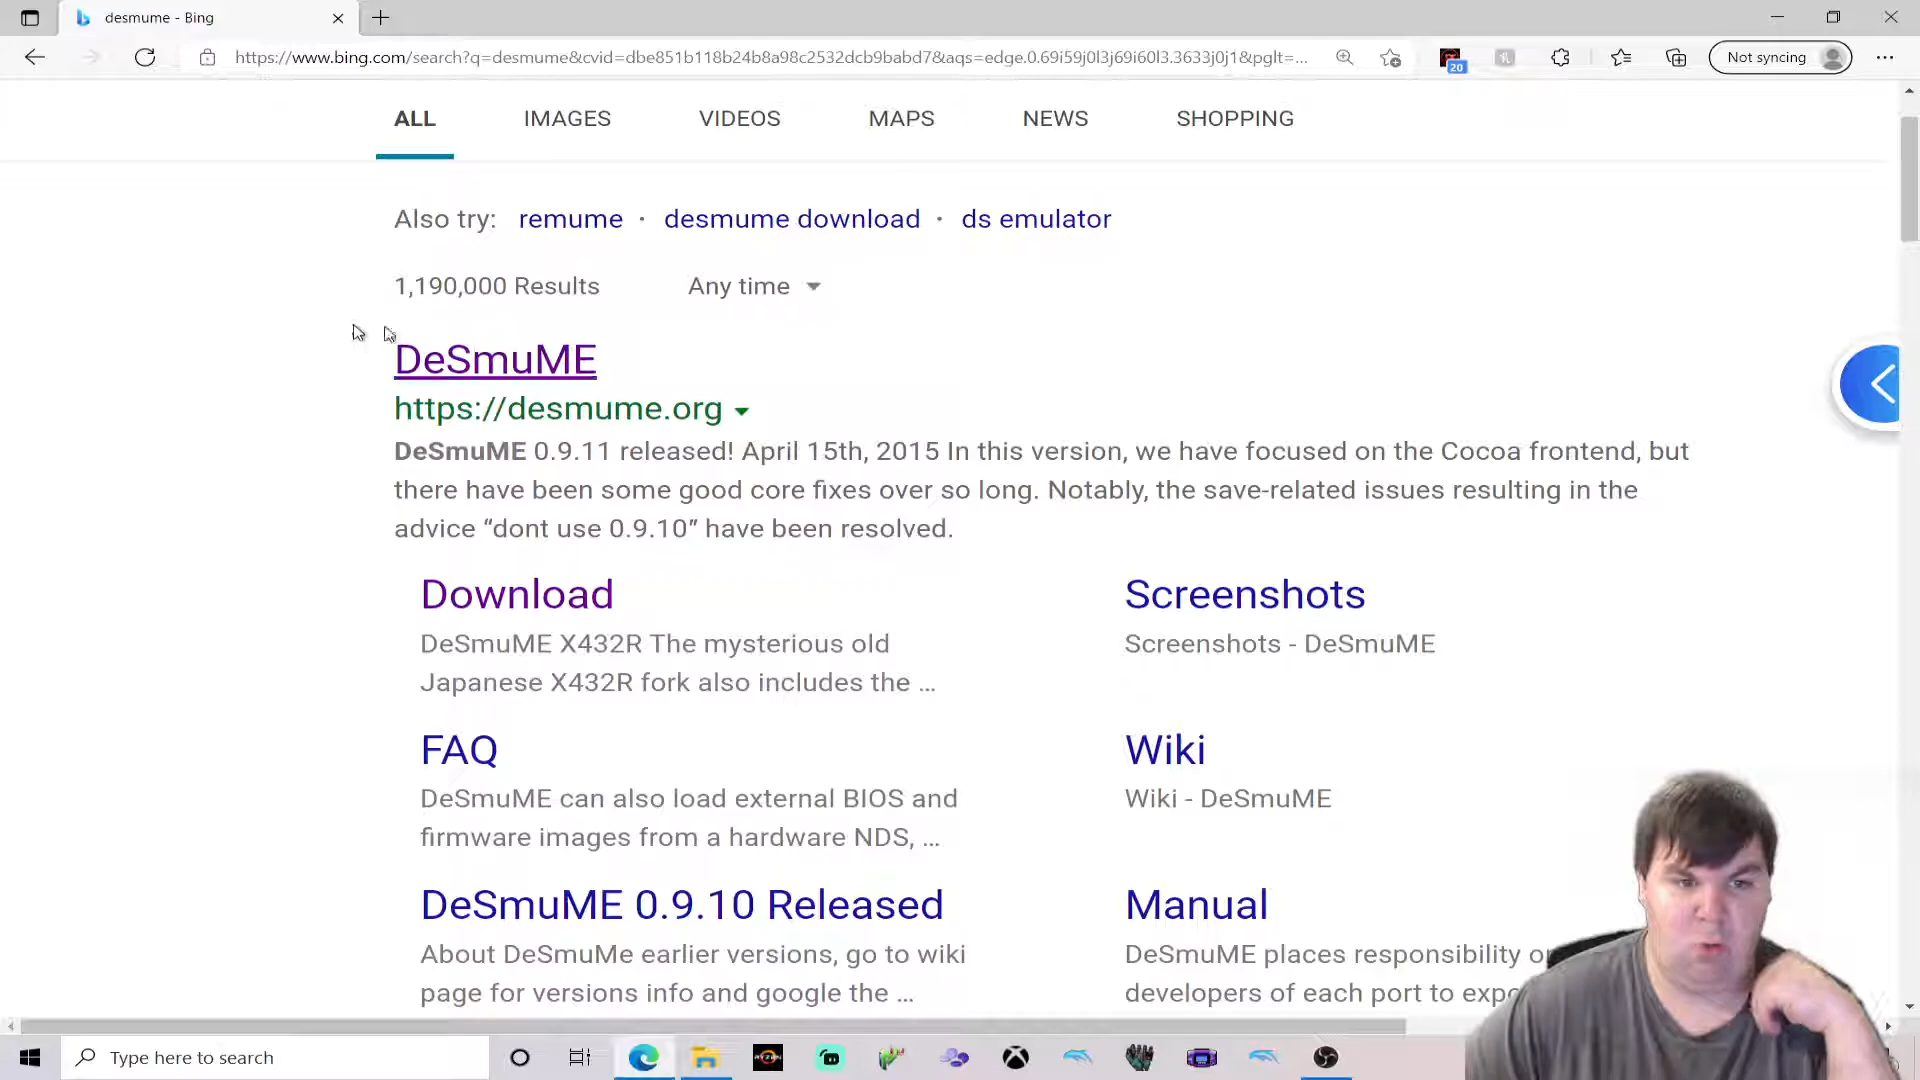 desmume - Bing
https://www.bing.com/search?q=desmume&cvid=dbe851b118b24b8a98c2532dcb9babd7&aqs=edge.0.69i59j0l3j69i60l3.3633j0j1&pglt=...
20
Not syncing
ALL IMAGES VIDEOS MAPS NEWS SHOPPING
Also try: remume · desmume download · ds emulator
1,190,000 Results Any time
DeSmuME
https://desmume.org
DeSmuME 0.9.11 released! April 15th, 2015 In this version, we have focused on the Cocoa frontend, but
there have been some good core fixes over so long. Notably, the save-related issues resulting in the
advice “dont use 0.9.10” have been resolved.
Download
DeSmuME X432R The mysterious old
Japanese X432R fork also includes the ...
Screenshots
Screenshots - DeSmuME
FAQ
DeSmuME can also load external BIOS and
firmware images from a hardware NDS, ...
Wiki
Wiki - DeSmuME
DeSmuME 0.9.10 Released
About DeSmuMe earlier versions, go to wiki
page for versions info and google the ...
Manual
DeSmuME places responsibility
developers of each port to
Type here to search
RYZEN